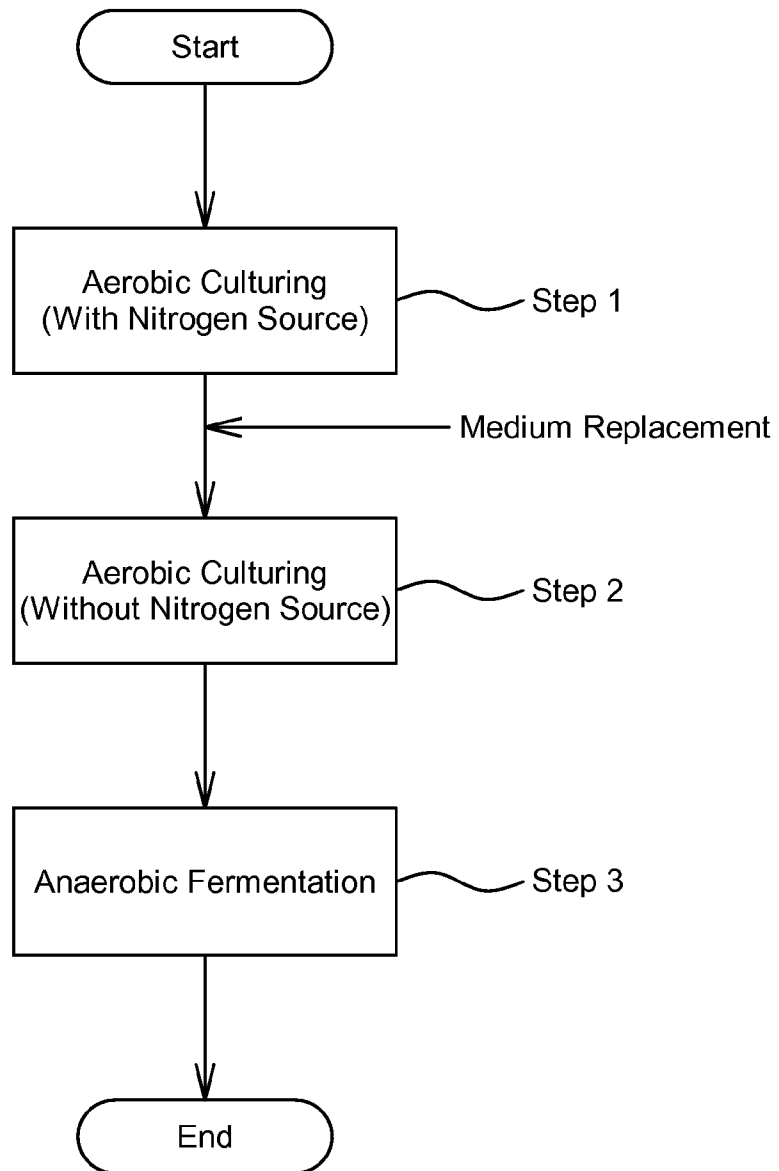 Start
Aerobic Culturing
(With Nitrogen Source)
Step 1
Medium Replacement
Aerobic Culturing
(Without Nitrogen Source)
Step 2
Anaerobic Fermentation
Step 3
End